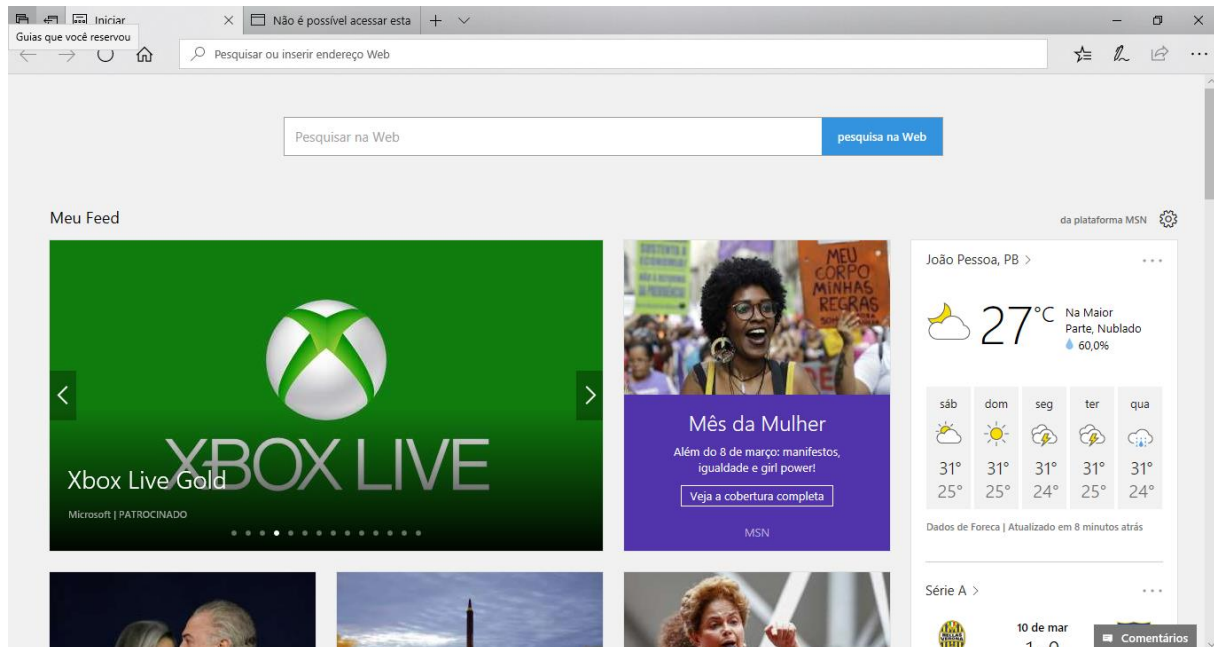 Iniciar
Não é possível acessar esta
Guias que você reservou
Pesquisar ou inserir endereço Web
Pesquisar na Web
pesquisa na Web
Meu Feed
da plataforma MSN
XBOX LIVE
Xbox Live Gold
Microsoft | PATROCINADO
MEU
CORPO
MINHAS
REGRAS
Mês da Mulher
Além do 8 de março: manifestos,
igualdade e girl power!
Veja a cobertura completa
MSN
João Pessoa, PB >
27°C
Na Maior
Parte, Nublado
60,0%
sáb dom seg ter qua
31° 31° 31° 31° 31°
25° 25° 24° 25° 24°
Dados de Foreca | Atualizado em 8 minutos atrás
Série A >
10 de mar
Comentários